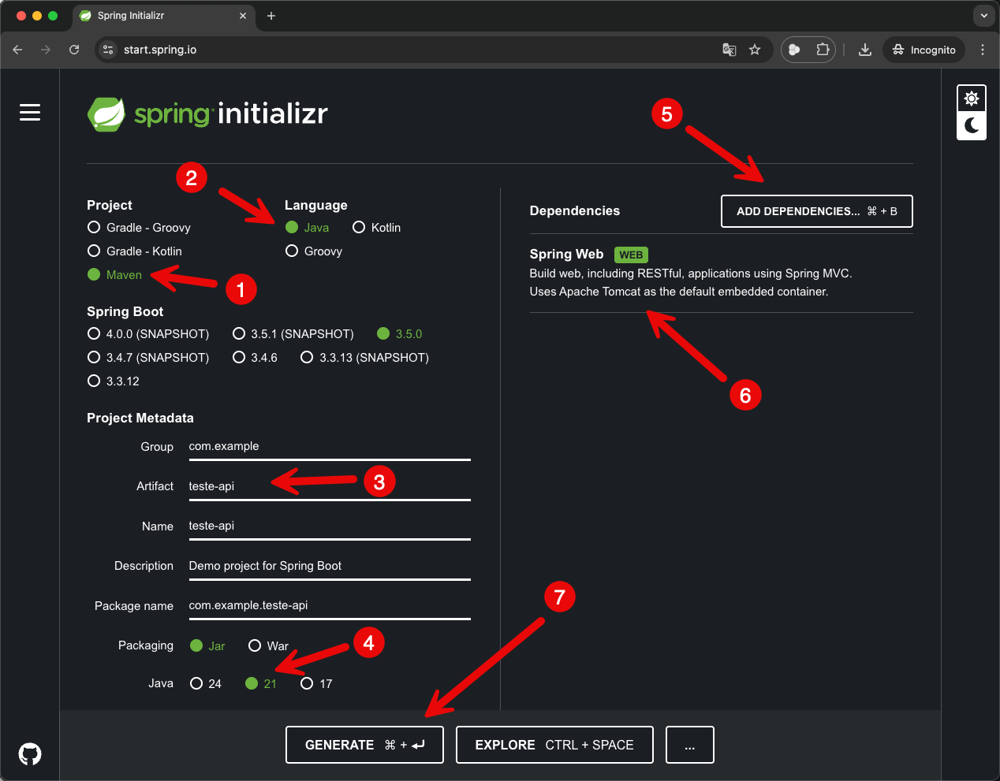 Spring Initializr
start.spring.io
Incognito
spring initializr
5
2
Project
Gradle - Groovy
Gradle - Kotlin
Maven
1
Language
Java
Kotlin
Groovy
Spring Boot
4.0.0 (SNAPSHOT)
3.5.1 (SNAPSHOT)
3.5.0
3.4.7 (SNAPSHOT)
3.4.6
3.3.13 (SNAPSHOT)
3.3.12
Project Metadata
Group com.example
Artifact teste-api
3
Name teste-api
Description Demo project for Spring Boot
Package name com.example.teste-api
Packaging Jar War
4
Java 24 21 17
Dependencies
ADD DEPENDENCIES... ⌘ + B
Spring Web WEB
Build web, including RESTful, applications using Spring MVC.
Uses Apache Tomcat as the default embedded container.
6
7
GENERATE ⌘ + ⏎
EXPLORE CTRL + SPACE
...